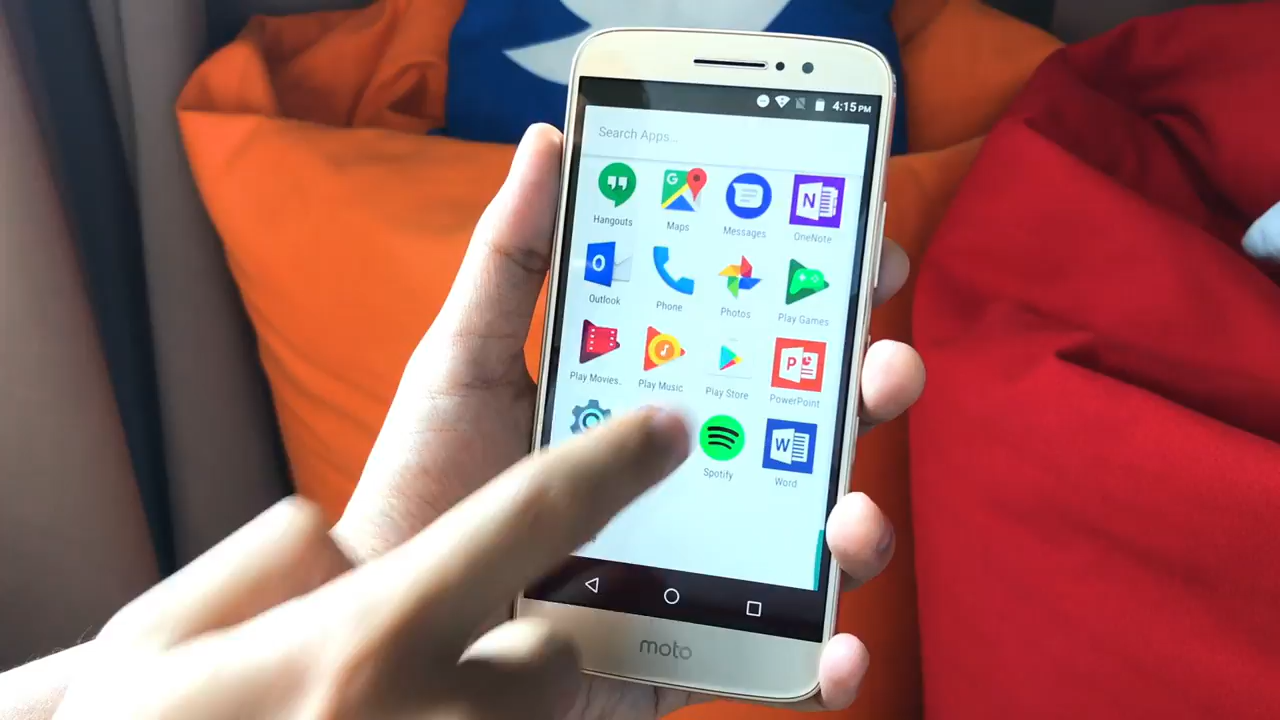 4:15 PM
Search Apps...
Hangouts Maps Messages OneNote
Outlook Phone Photos Play Games
Play Movies.. Play Music Play Store PowerPoint
Spotify Word
moto